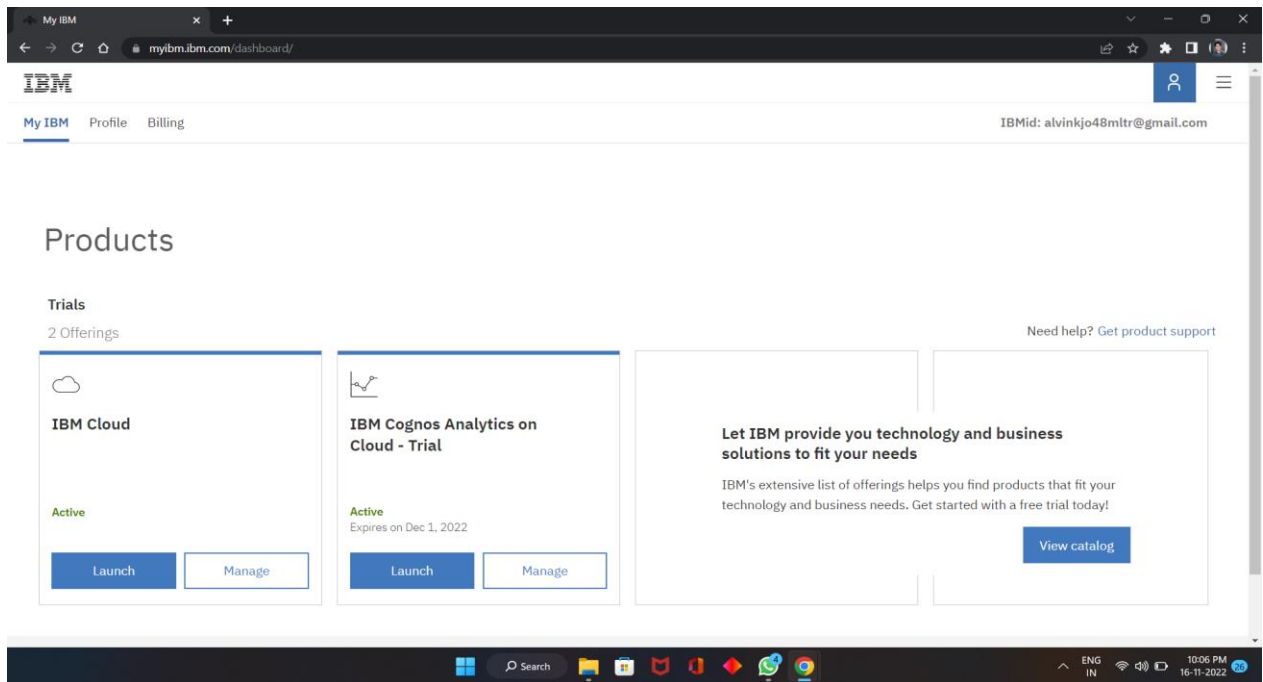 My IBM
myibm.ibm.com/dashboard/
IBM
My IBM Profile Billing IBMid: alvinkjo48mltr@gmail.com
Products
Trials
2 Offerings
Need help? Get product support
IBM Cloud
Active
Launch Manage
IBM Cognos Analytics on
Cloud - Trial
Active
Expires on Dec 1, 2022
Launch Manage
Let IBM provide you technology and business
solutions to fit your needs
IBM's extensive list of offerings helps you find products that fit your
technology and business needs. Get started with a free trial today!
View catalog
Search
4
ENG
IN
10:06 PM
16-11-2022
26